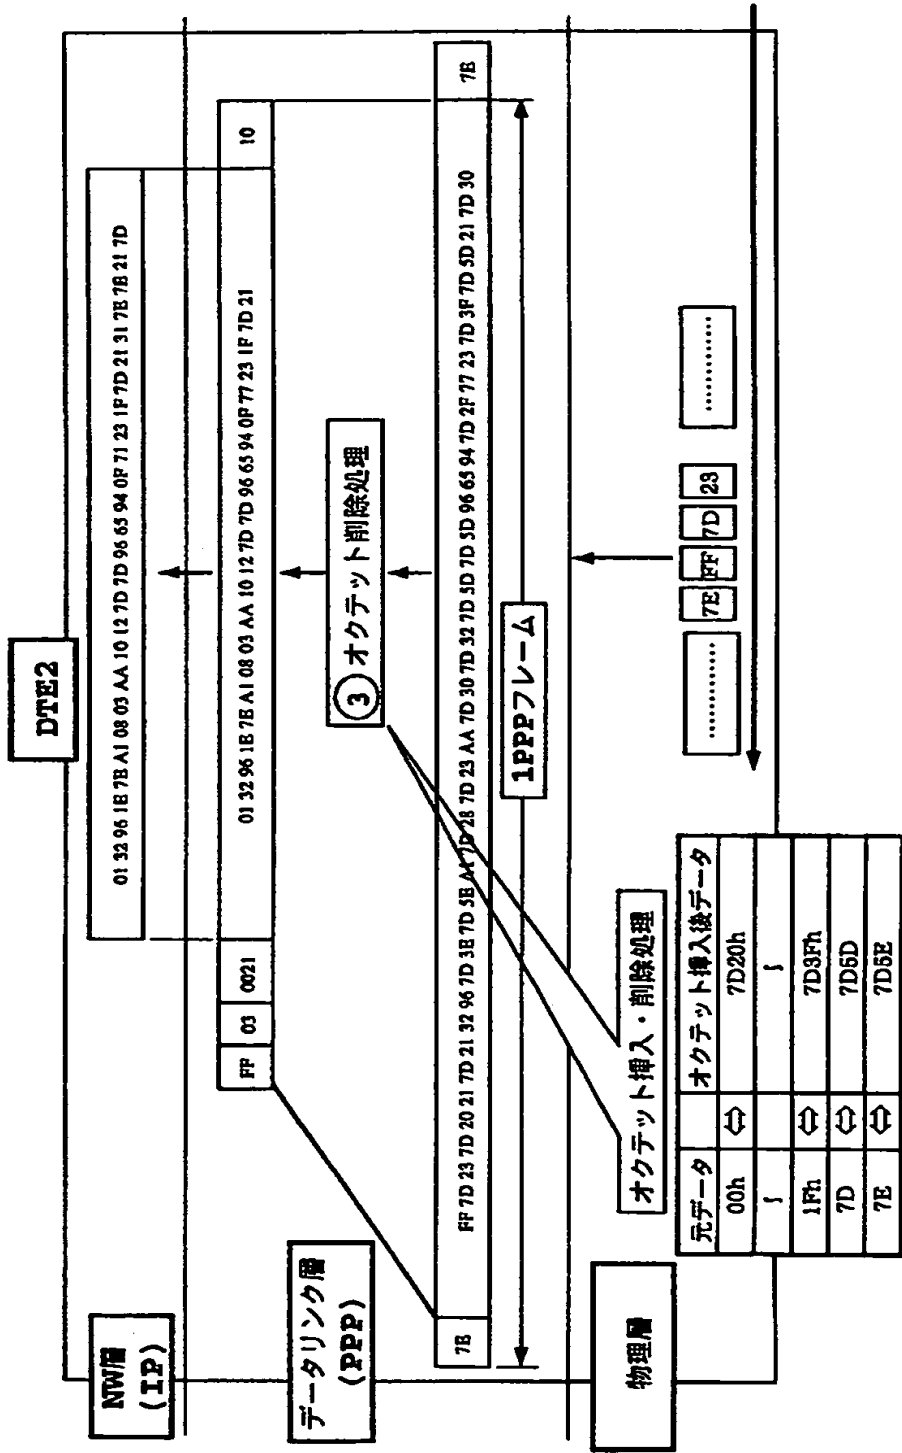 DTE2
NW層
(IP)
01 32 96 1B 7B A1 08 03 AA 10 12 7D 7D 96 65 94 0F 71 23 1F 7D 21 31 7B 7B 21 7D
データリンク層
(PPP)
FF 03 0021 01 32 96 1B 7E A1 08 03 AA 10 12 7D 7D 96 65 94 0F 77 23 1F 7D 21 10
③ オクテット削除処理
7E FF 7D 23 7D 20 21 7D 21 32 96 7D 3B 7D 5E A1 7D 28 7D 23 AA 7D 30 7D 32 7D 5D 7D 5D 96 65 94 7D 2F 77 23 7D 3F 7D 5D 21 7D 30 7E
1PPPフレーム
物理層
............ 7E FF 7D 23 ............
オクテット挿入・削除処理
元データ オクテット挿入後データ
00h ⇔ 7D20h
∫ ∫
1Fh ⇔ 7D3Fh
7D ⇔ 7D5D
7E ⇔ 7D5E